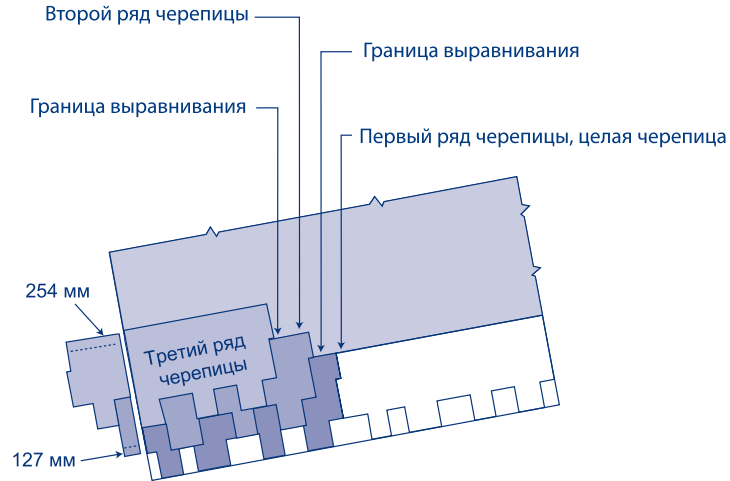 Второй ряд черепицы
Граница выравнивания
Граница выравнивания
Первый ряд черепицы, целая черепица
254 мм
Третий ряд
черепицы
127 мм